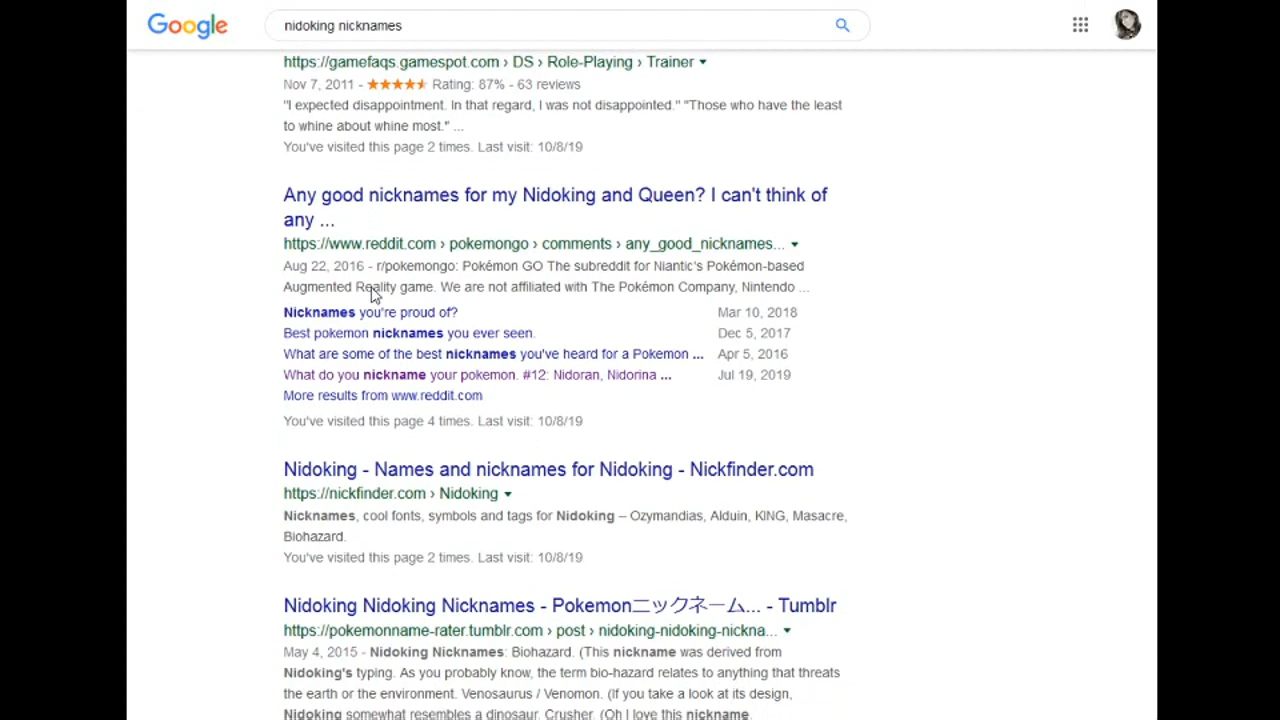 Google
nidoking nicknames
https://gamefaqs.gamespot.com › DS › Role-Playing › Trainer
Nov 7, 2011 - Rating: 87% - 63 reviews
"I expected disappointment. In that regard, I was not disappointed." "Those who have the least
to whine about whine most." ...
You've visited this page 2 times. Last visit: 10/8/19
Any good nicknames for my Nidoking and Queen? I can't think of
any ...
https://www.reddit.com › pokemongo › comments › any_good_nicknames...
Aug 22, 2016 - r/pokemongo: Pokémon GO The subreddit for Niantic's Pokémon-based
Augmented Reality game. We are not affiliated with The Pokémon Company, Nintendo ...
Nicknames you're proud of? Mar 10, 2018
Best pokemon nicknames you ever seen. Dec 5, 2017
What are some of the best nicknames you've heard for a Pokemon ... Apr 5, 2016
What do you nickname your pokemon. #12: Nidoran, Nidorina ... Jul 19, 2019
More results from www.reddit.com
You've visited this page 4 times. Last visit: 10/8/19
Nidoking - Names and nicknames for Nidoking - Nickfinder.com
https://nickfinder.com › Nidoking
Nicknames, cool fonts, symbols and tags for Nidoking – Ozymandias, Alduin, KING, Masacre,
Biohazard.
You've visited this page 2 times. Last visit: 10/8/19
Nidoking Nidoking Nicknames - Pokemonニックネーム... - Tumblr
https://pokemonname-rater.tumblr.com › post › nidoking-nidoking-nickna...
May 4, 2015 - Nidoking Nicknames: Biohazard. (This nickname was derived from
Nidoking's typing. As you probably know, the term bio-hazard relates to anything that threats
the earth or the environment. Venosaurus / Venomon. (If you take a look at its design,
Nidoking somewhat resembles a dinosaur. Crusher. (Oh I love this nickname.